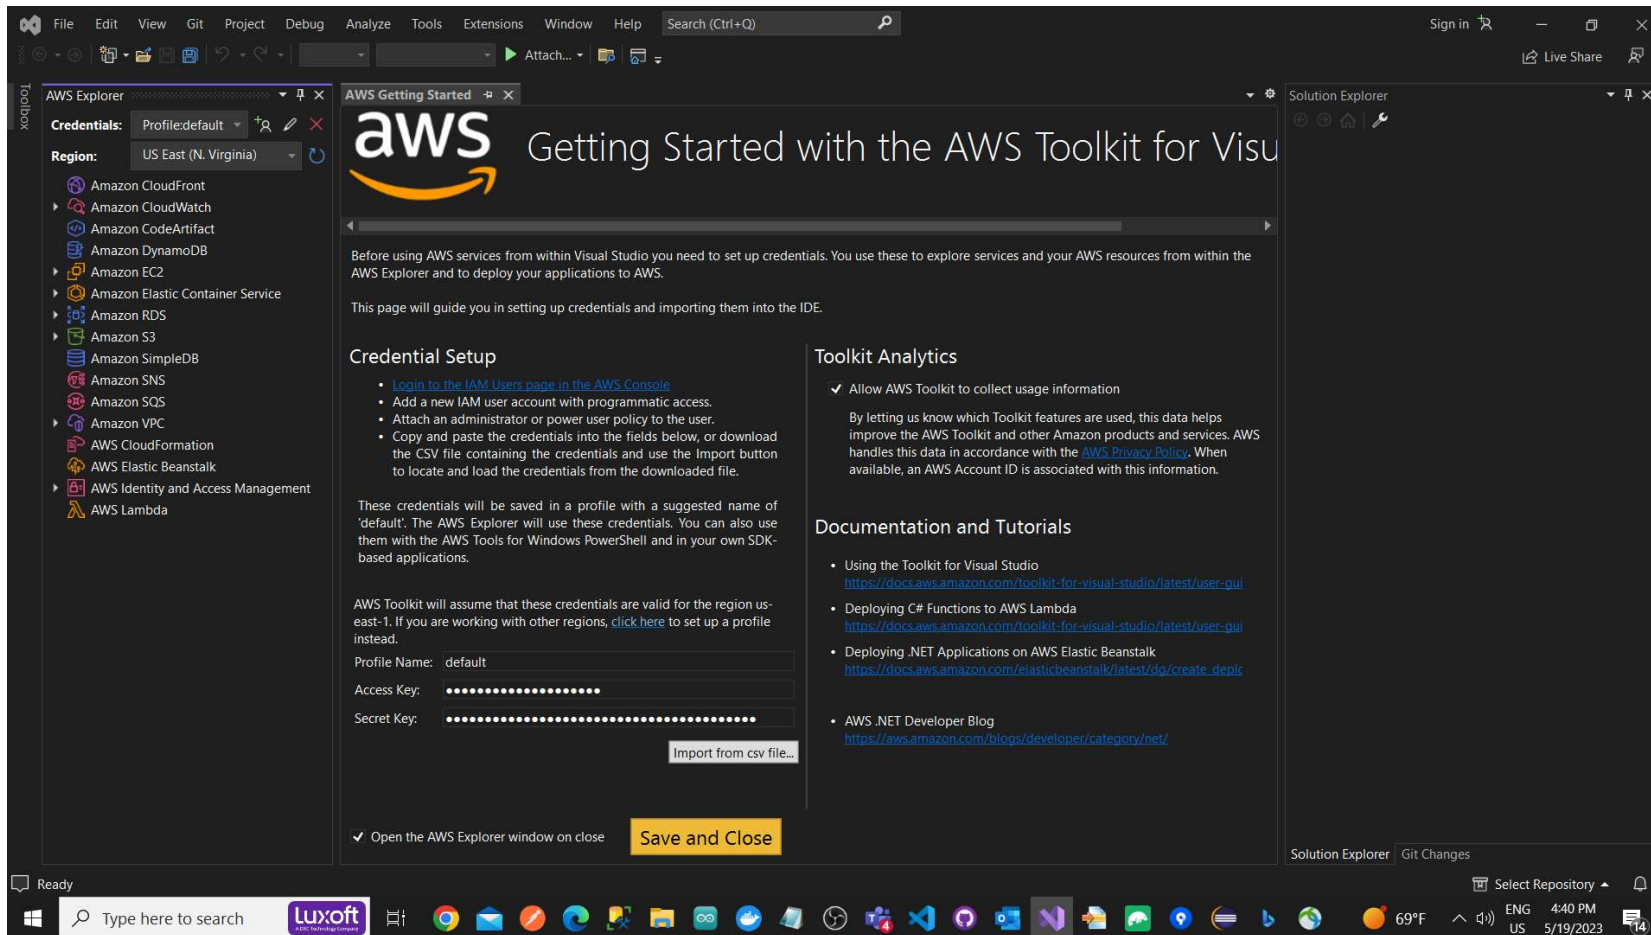 File Edit View Git Project Debug Analyze Tools Extensions Window Help Search (Ctrl+Q) Sign in
Attach... Live Share
Toolbox
AWS Explorer
Credentials: Profile:default
Region: US East (N. Virginia)
Amazon CloudFront
Amazon CloudWatch
Amazon CodeArtifact
Amazon DynamoDB
Amazon EC2
Amazon Elastic Container Service
Amazon RDS
Amazon S3
Amazon SimpleDB
Amazon SNS
Amazon SQS
Amazon VPC
AWS CloudFormation
AWS Elastic Beanstalk
AWS Identity and Access Management
AWS Lambda
AWS Getting Started
aws
Getting Started with the AWS Toolkit for Visu
Before using AWS services from within Visual Studio you need to set up credentials. You use these to explore services and your AWS resources from within the
AWS Explorer and to deploy your applications to AWS.
This page will guide you in setting up credentials and importing them into the IDE.
Credential Setup
• Login to the IAM Users page in the AWS Console
• Add a new IAM user account with programmatic access.
• Attach an administrator or power user policy to the user.
• Copy and paste the credentials into the fields below, or download
the CSV file containing the credentials and use the Import button
to locate and load the credentials from the downloaded file.
These credentials will be saved in a profile with a suggested name of
'default'. The AWS Explorer will use these credentials. You can also use
them with the AWS Tools for Windows PowerShell and in your own SDK-
based applications.
AWS Toolkit will assume that these credentials are valid for the region us-
east-1. If you are working with other regions, click here to set up a profile
instead.
Profile Name: default
Access Key:
Secret Key:
Import from csv file...
Open the AWS Explorer window on close
Save and Close
Toolkit Analytics
Allow AWS Toolkit to collect usage information
By letting us know which Toolkit features are used, this data helps
improve the AWS Toolkit and other Amazon products and services. AWS
handles this data in accordance with the AWS Privacy Policy. When
available, an AWS Account ID is associated with this information.
Documentation and Tutorials
• Using the Toolkit for Visual Studio
https://docs.aws.amazon.com/toolkit-for-visual-studio/latest/user-gui
• Deploying C# Functions to AWS Lambda
https://docs.aws.amazon.com/toolkit-for-visual-studio/latest/user-gui
• Deploying .NET Applications on AWS Elastic Beanstalk
https://docs.aws.amazon.com/elasticbeanstalk/latest/dg/create_deplc
• AWS .NET Developer Blog
https://aws.amazon.com/blogs/developer/category/net/
Solution Explorer
Solution Explorer Git Changes
Ready Select Repository
Type here to search
Luxoft
A DXC Technology Company
4
69°F
ENG
US
4:40 PM
5/19/2023
14